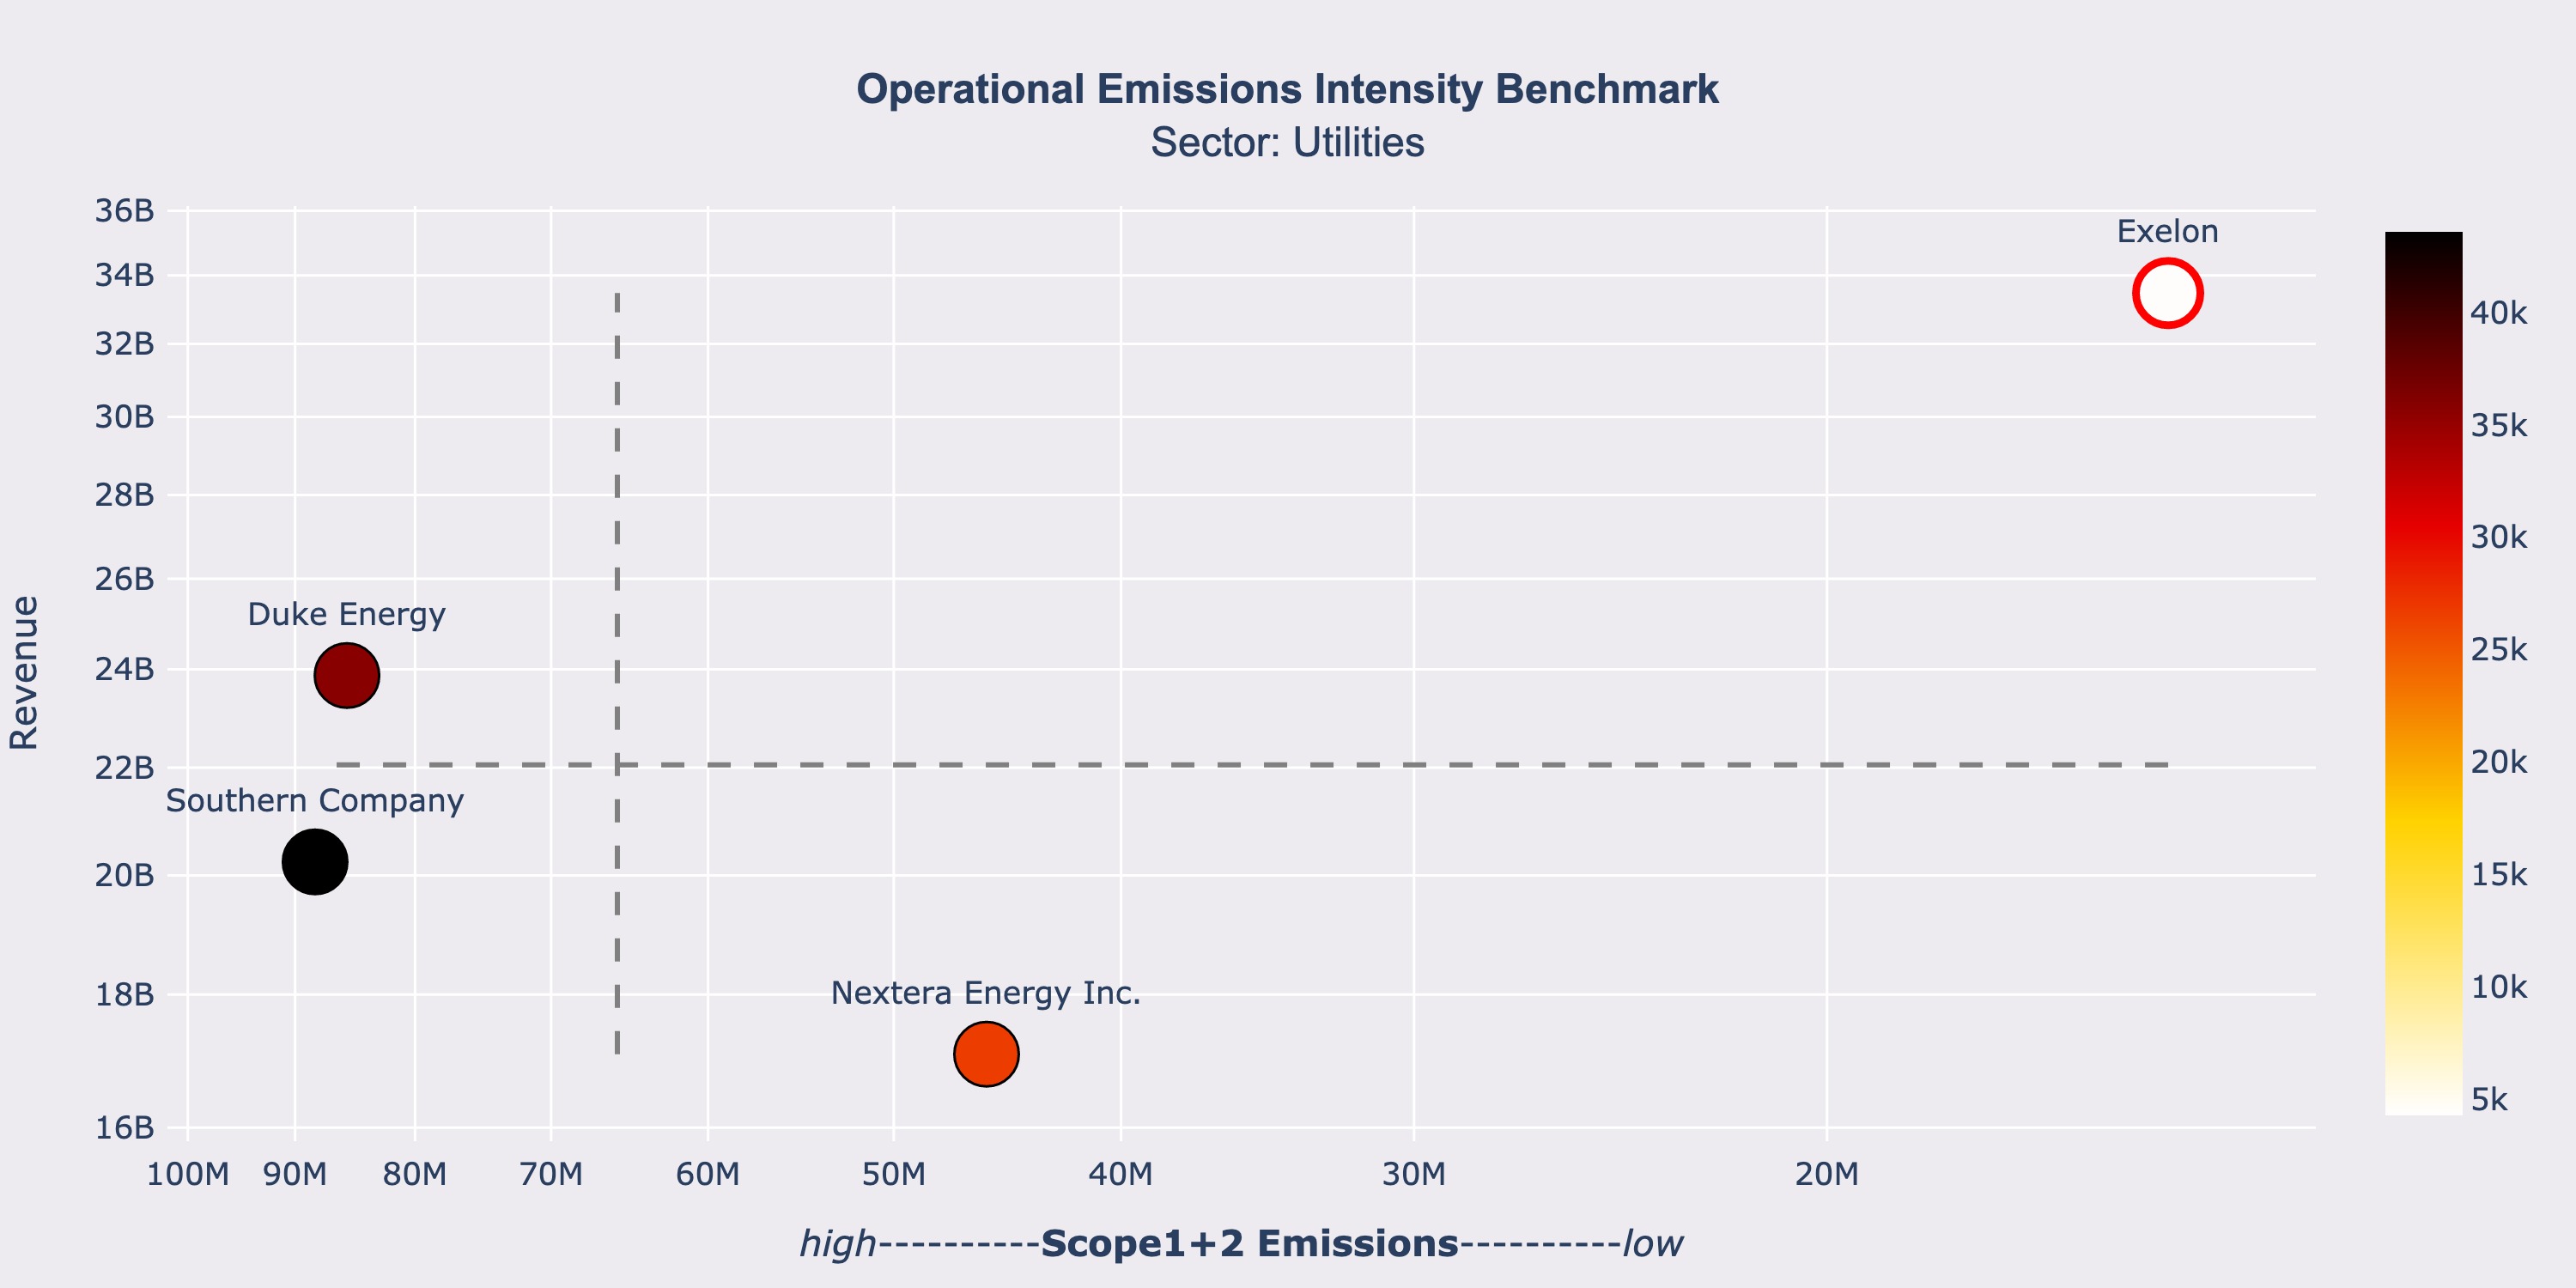 Operational Emissions Intensity Benchmark
Sector: Utilities
36B
34B
32B
30B
28B
26B
24B
22B
20B
18B
16B
Revenue
Exelon
Duke Energy
Southern Company
Nextera Energy Inc.
40k
35k
30k
25k
20k
15k
10k
5k
100M 90M 80M 70M 60M 50M 40M 30M 20M
high----------Scope1+2 Emissions----------low